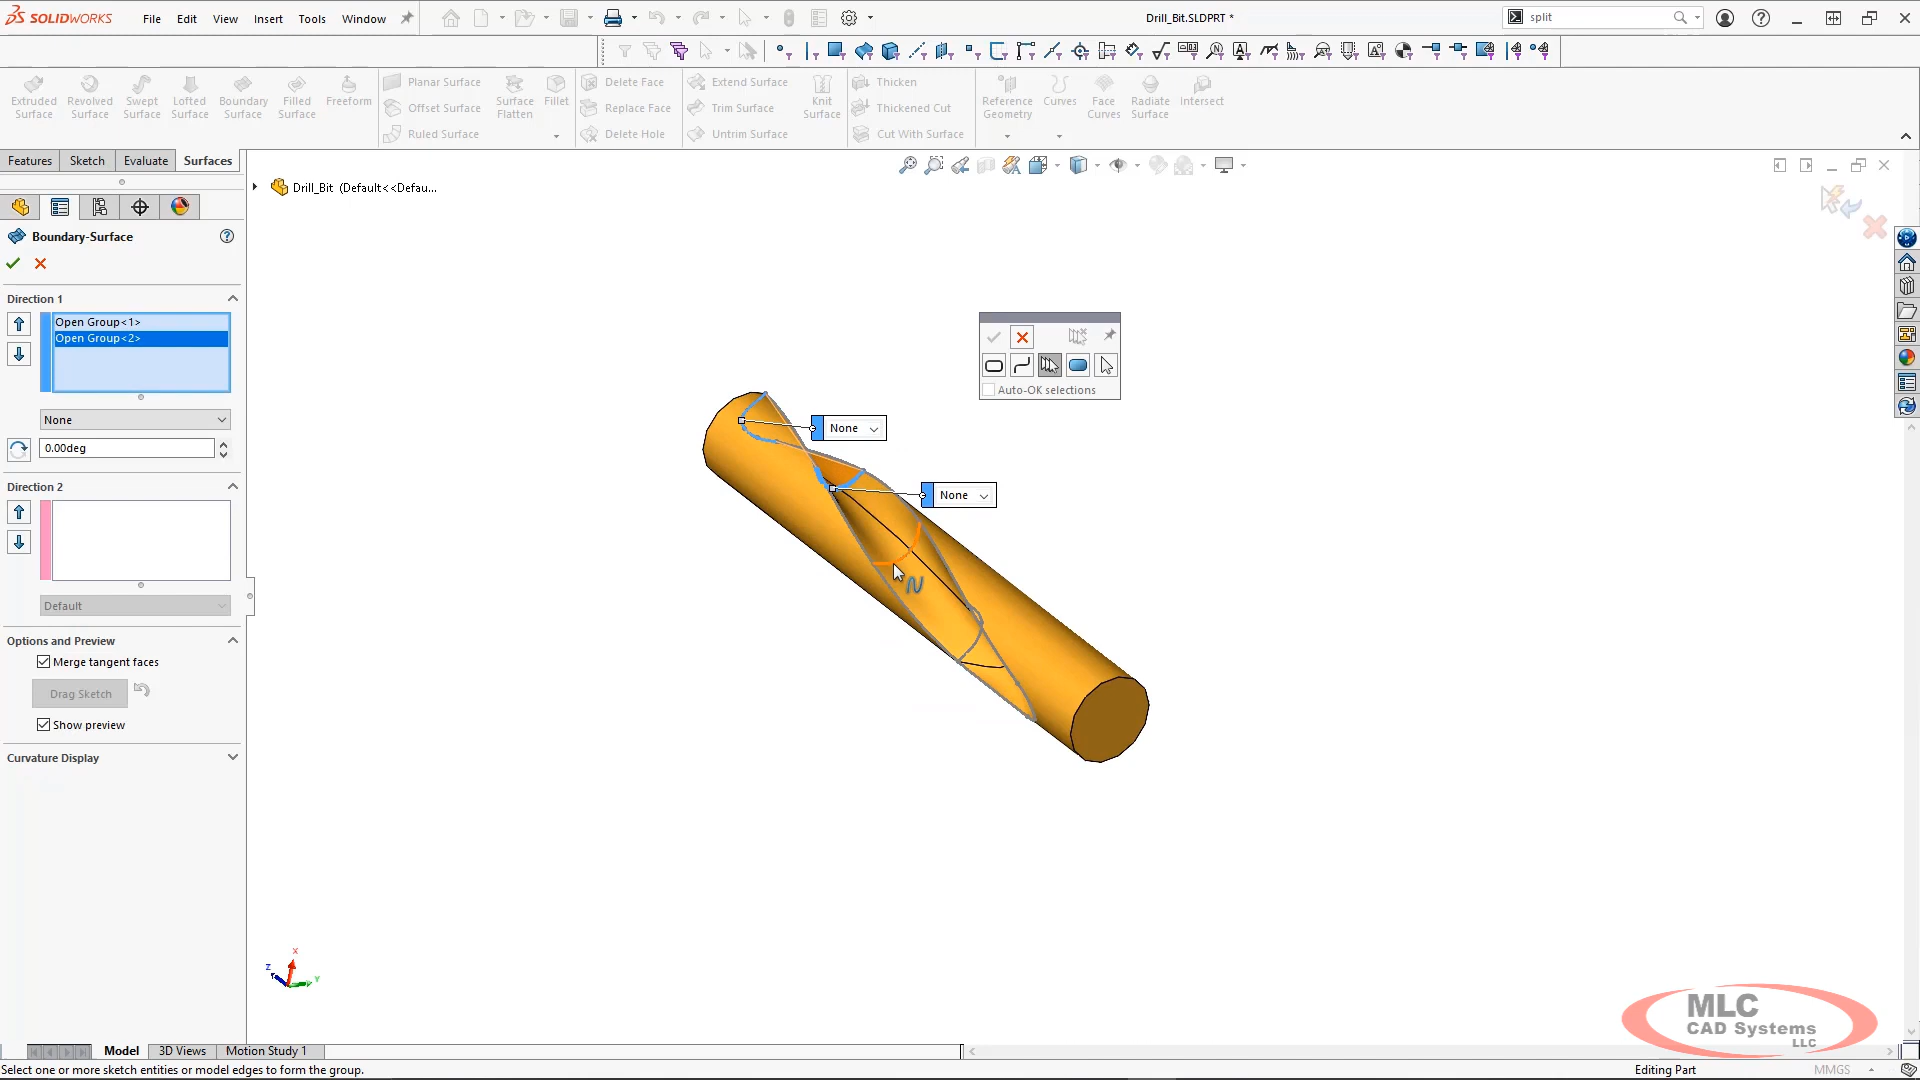 SOLIDWORKS
File
Edit
View
Insert
Tools
Window
Drill_Bit.SLDPRT *
split
Extruded Surface
Revolved Surface
Swept Surface
Lofted Surface
Boundary Surface
Filled Surface
Freeform
Planar Surface
Offset Surface
Ruled Surface
Surface Flatten
Fillet
Delete Face
Replace Face
Delete Hole
Extend Surface
Trim Surface
Untrim Surface
Knit Surface
Thicken
Thickened Cut
Cut With Surface
Reference Geometry
Curves
Face Curves
Radiate Surface
Intersect
Features
Sketch
Evaluate
Surfaces
Drill_Bit (Default<<Defau...
Boundary-Surface
Direction 1
Open Group<1>
Open Group<2>
None
0.00deg
Direction 2
Default
Options and Preview
Merge tangent faces
Drag Sketch
Show preview
Curvature Display
Auto-OK selections
None
None
X
Z
Y
MLC
CAD Systems
LLC
Model
3D Views
Motion Study 1
Select one or more sketch entities or model edges to form the group.
Editing Part
MMGS